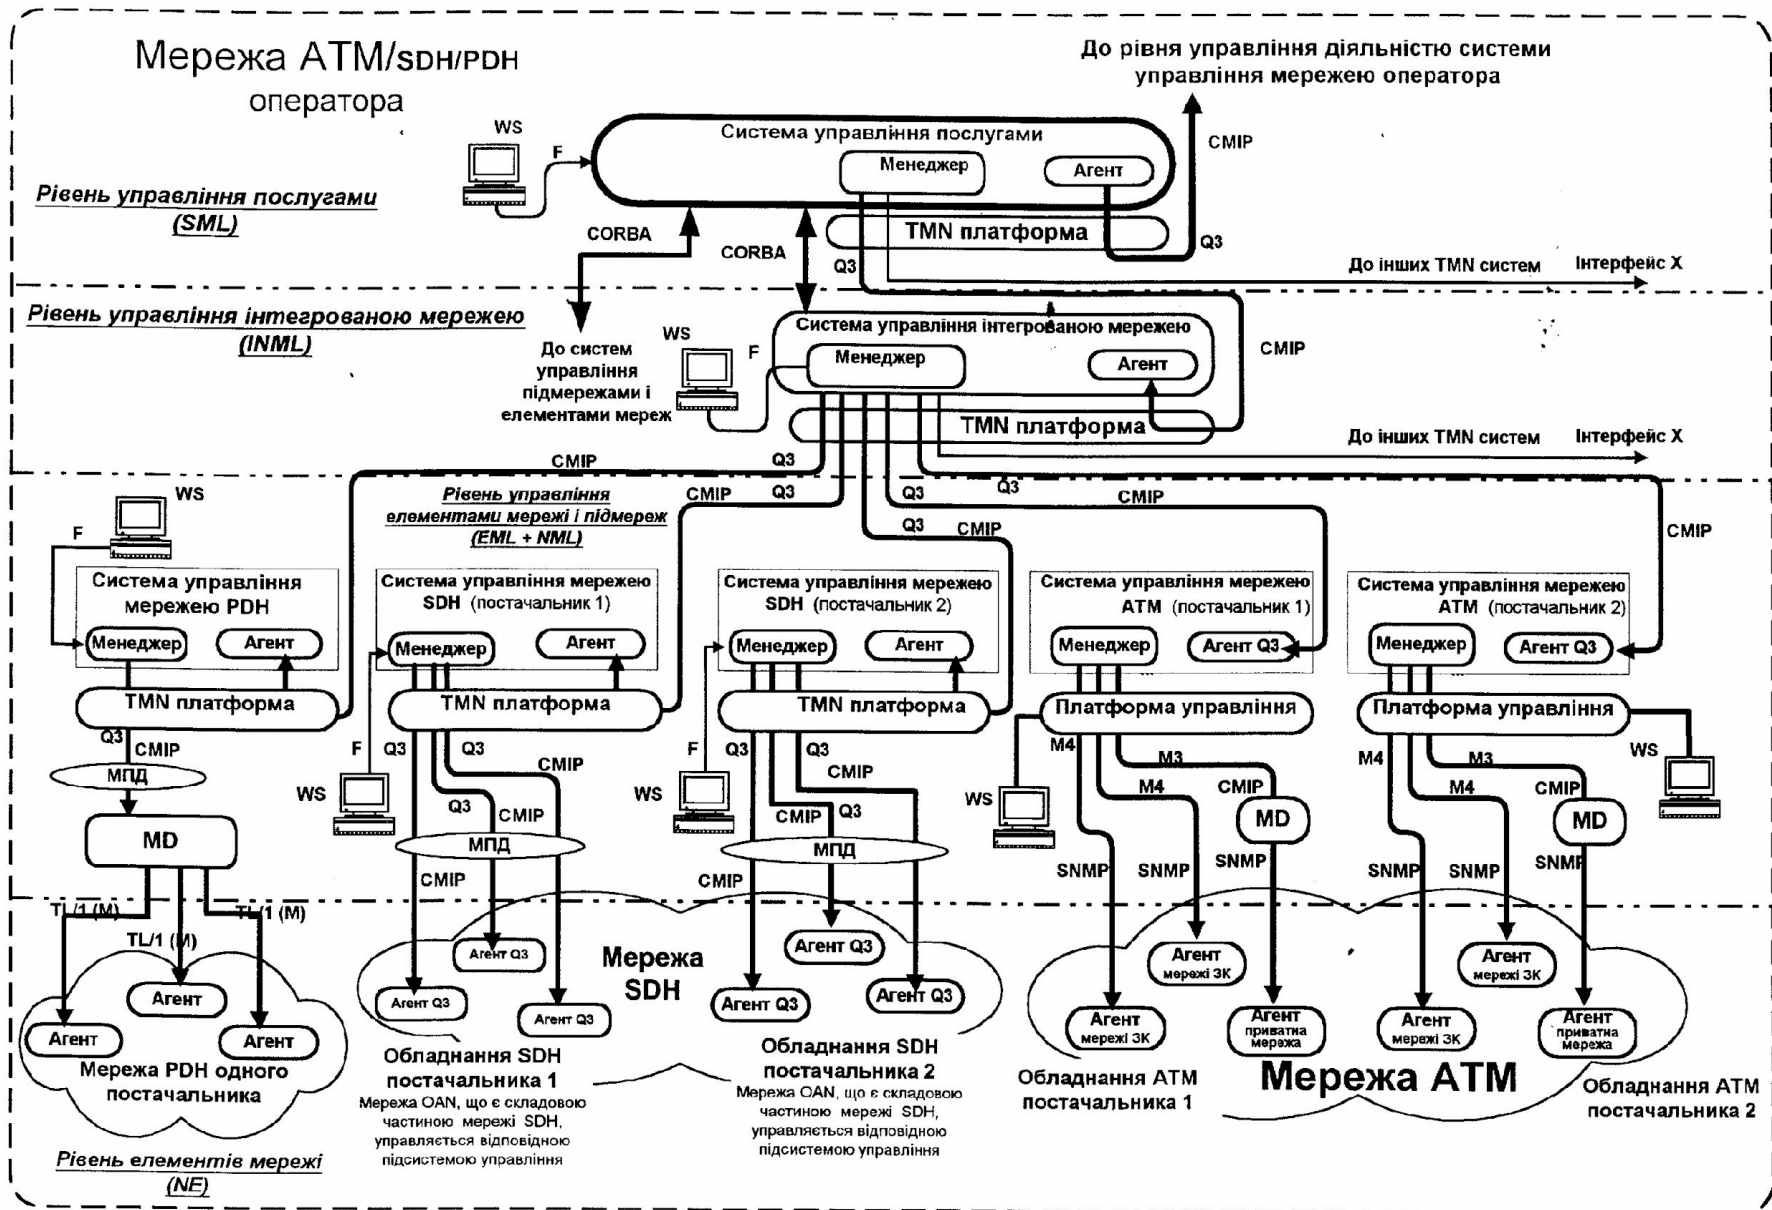 Мережа ATM/SDH/PDH
оператора
До рівня управління діяльністю системи
управління мережею оператора
CMIP
WS
F
Система управління послугами
Менеджер
Агент
Рівень управління послугами
(SML)
CORBA
CORBA
TMN платформа
Q3
Q3
До інших TMN систем
Інтерфейс X
Рівень управління інтегрованою мережею
(INML)
До систем
управління
підмережами і
елементами мереж
WS
F
Система управління інтегрованою мережею
Менеджер
Агент
CMIP
TMN платформа
До інших TMN систем
Інтерфейс X
CMIP
Q3
Рівень управління
елементами мережі і підмереж
(EML + NML)
CMIP
Q3
Q3
Q3
Q3
CMIP
CMIP
CMIP
WS
F
Система управління
мережею PDH
Менеджер
Агент
TMN платформа
Q3
CMIP
МПД
MD
Система управління мережею
SDH (постачальник 1)
Менеджер
Агент
TMN платформа
F
Q3
Q3
WS
CMIP
Q3
CMIP
МПД
CMIP
Система управління мережею
SDH (постачальник 2)
Менеджер
Агент
TMN платформа
F
Q3
Q3
WS
CMIP
CMIP
Q3
МПД
CMIP
Система управління мережею
ATM (постачальник 1)
Менеджер
Агент Q3
Платформа управління
M4
M3
M4
CMIP
WS
MD
SNMP
SNMP
SNMP
Система управління мережею
ATM (постачальник 2)
Менеджер
Агент Q3
Платформа управління
M4
M3
M4
CMIP
WS
MD
SNMP
SNMP
SNMP
TL/1 (M)
TL/1 (M)
TL/1 (M)
Агент
Агент
Агент
Мережа PDH одного
постачальника
Рівень елементів мережі
(NE)
Агент Q3
Агент Q3
Агент Q3
Мережа
SDH
Агент Q3
Агент Q3
Агент Q3
Обладнання SDH
постачальника 1
Мережа OAN, що є складовою
частиною мережі SDH,
управляється відповідною
підсистемою управління
Обладнання SDH
постачальника 2
Мережа OAN, що є складовою
частиною мережі SDH,
управляється відповідною
підсистемою управління
Агент
мережі ЗК
Агент
мережі ЗК
Агент
приватна
мережа
Агент
мережі ЗК
Агент
мережі ЗК
Агент
приватна
мережа
Обладнання ATM
постачальника 1
Мережа ATM
Обладнання ATM
постачальника 2